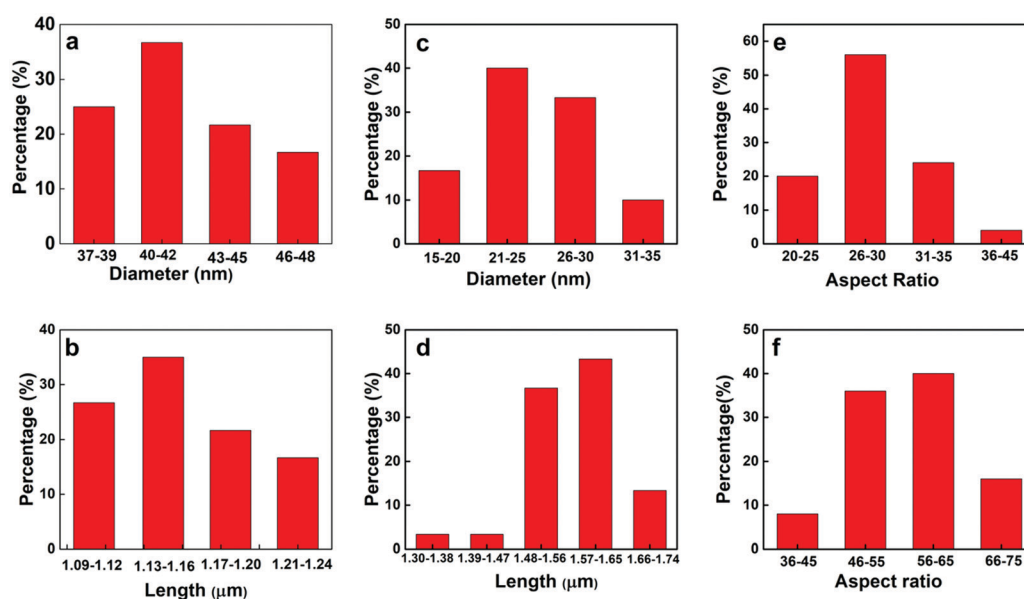 a
Percentage (%)
40
30
20
10
0
37-39 40-42 43-45 46-48
Diameter (nm)
c
Percentage (%)
50
40
30
20
10
0
15-20 21-25 26-30 31-35
Diameter (nm)
e
Percentage (%)
60
50
40
30
20
10
0
20-25 26-30 31-35 36-45
Aspect Ratio
b
Percentage (%)
40
30
20
10
0
1.09-1.12 1.13-1.16 1.17-1.20 1.21-1.24
Length (μm)
d
Percentage (%)
50
40
30
20
10
0
1.30-1.38 1.39-1.47 1.48-1.56 1.57-1.65 1.66-1.74
Length (μm)
f
Percentage(%)
50
40
30
20
10
0
36-45 46-55 56-65 66-75
Aspect ratio